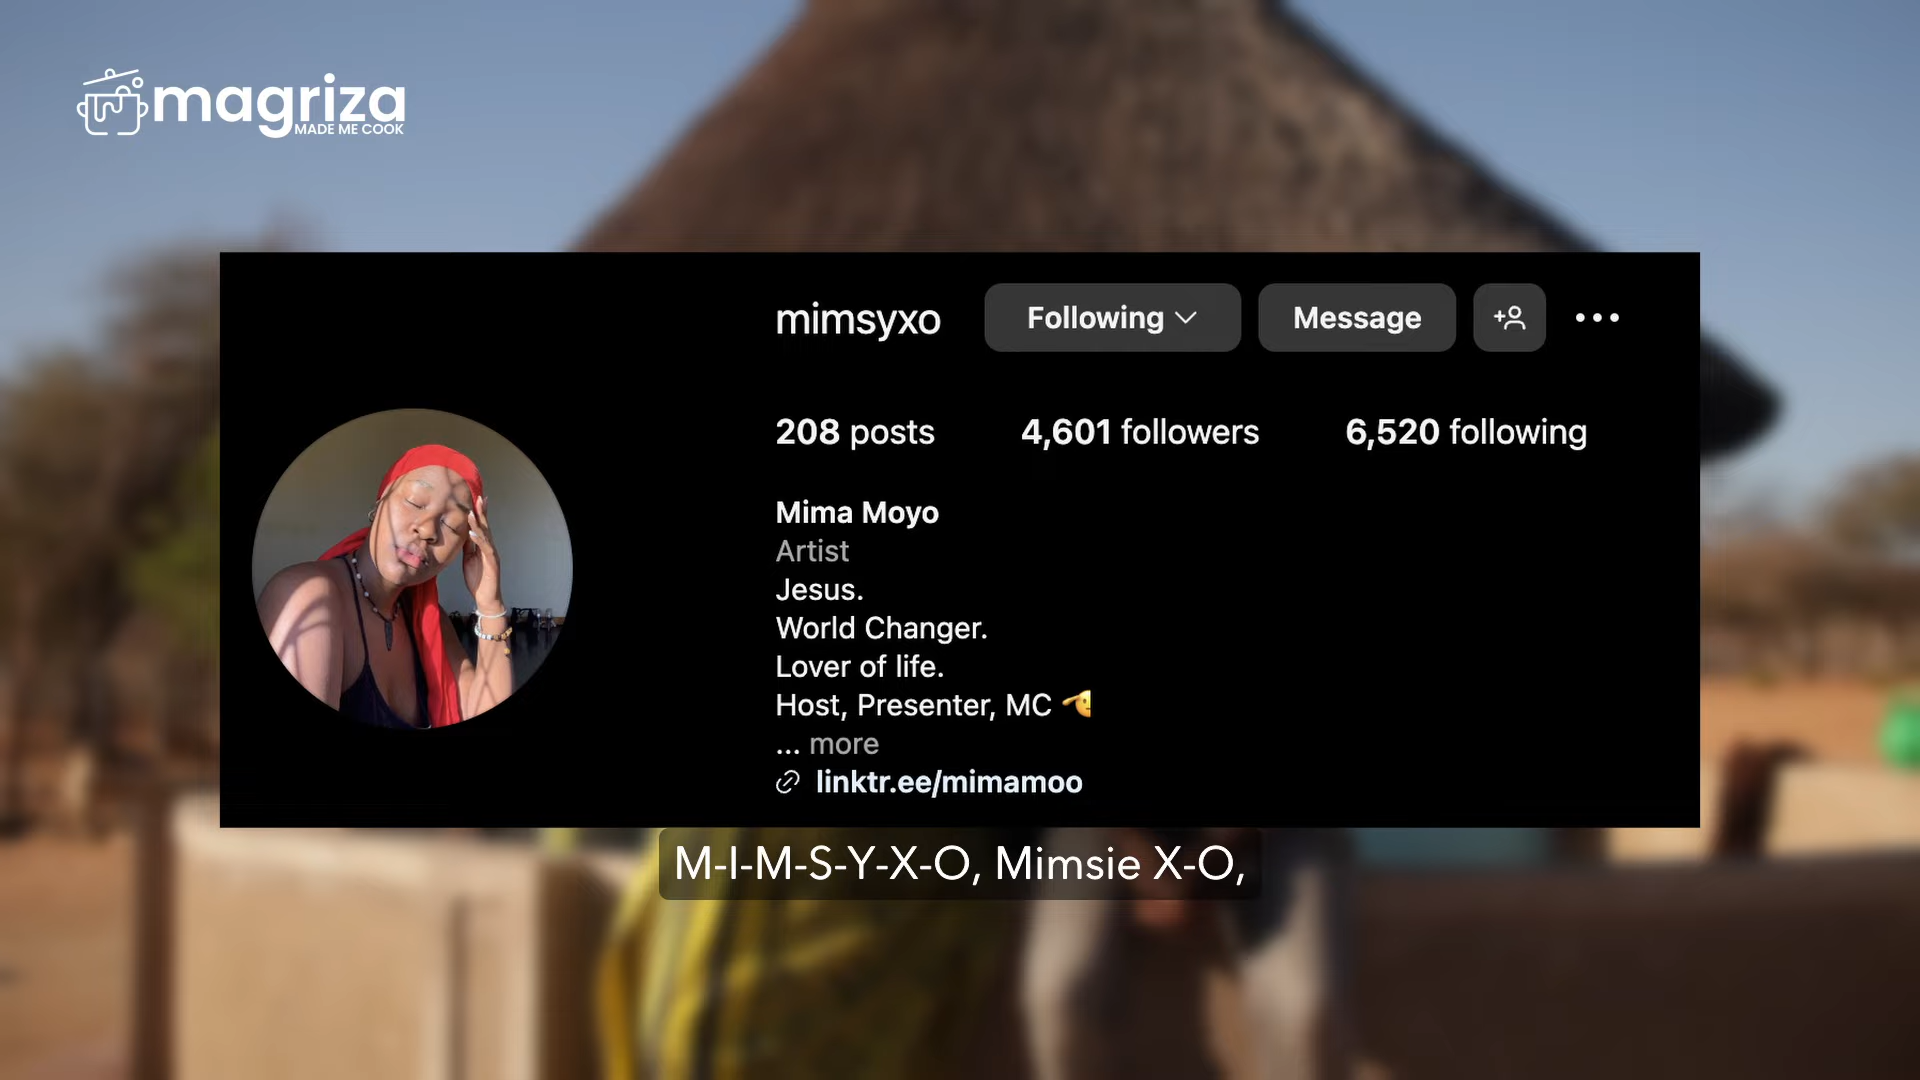 magriza
MADE ME COOK
mimsyxo
Following
Message
208 posts
4,601 followers
6,520 following
Mima Moyo
Artist
Jesus.
World Changer.
Lover of life.
Host, Presenter, MC
... more
linktr.ee/mimamoo
M-I-M-S-Y-X-O, Mimsie X-O,